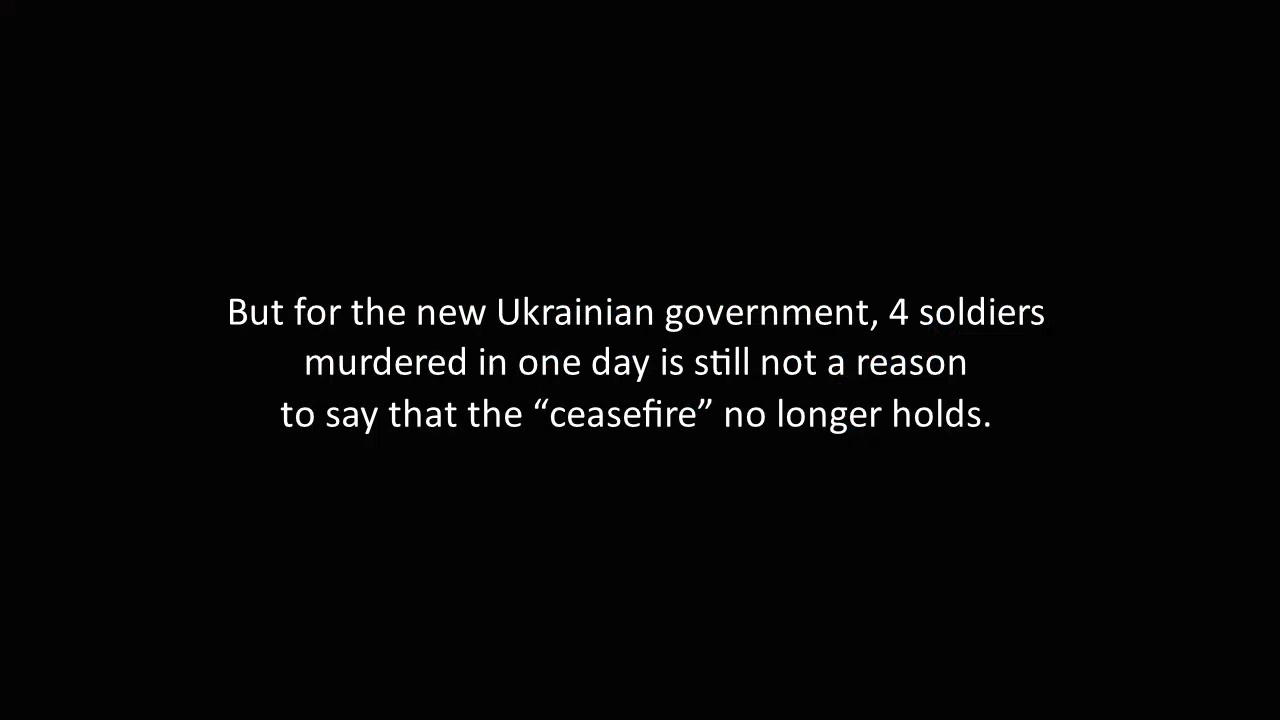 But for the new Ukrainian government, 4 soldiers
murdered in one day is still not a reason
to say that the “ceasefire” no longer holds.